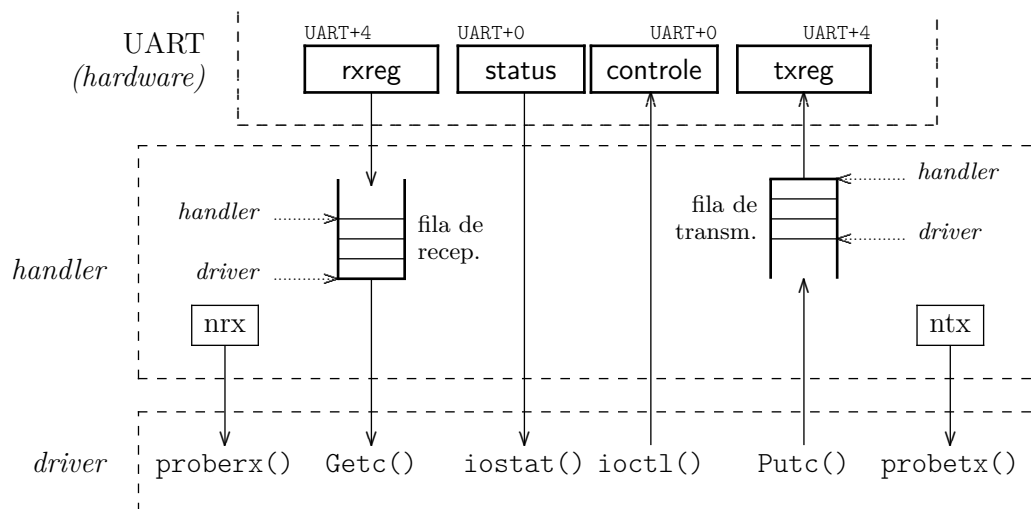 UART
(hardware)
UART+4 UART+0 UART+0 UART+4
rxreg status controle txreg
handler
handler
fila de
recep.
driver
nrx
fila de
transm.
handler
driver
ntx
driver
proberx() Getc() iostat() ioctl() Putc() probetx()